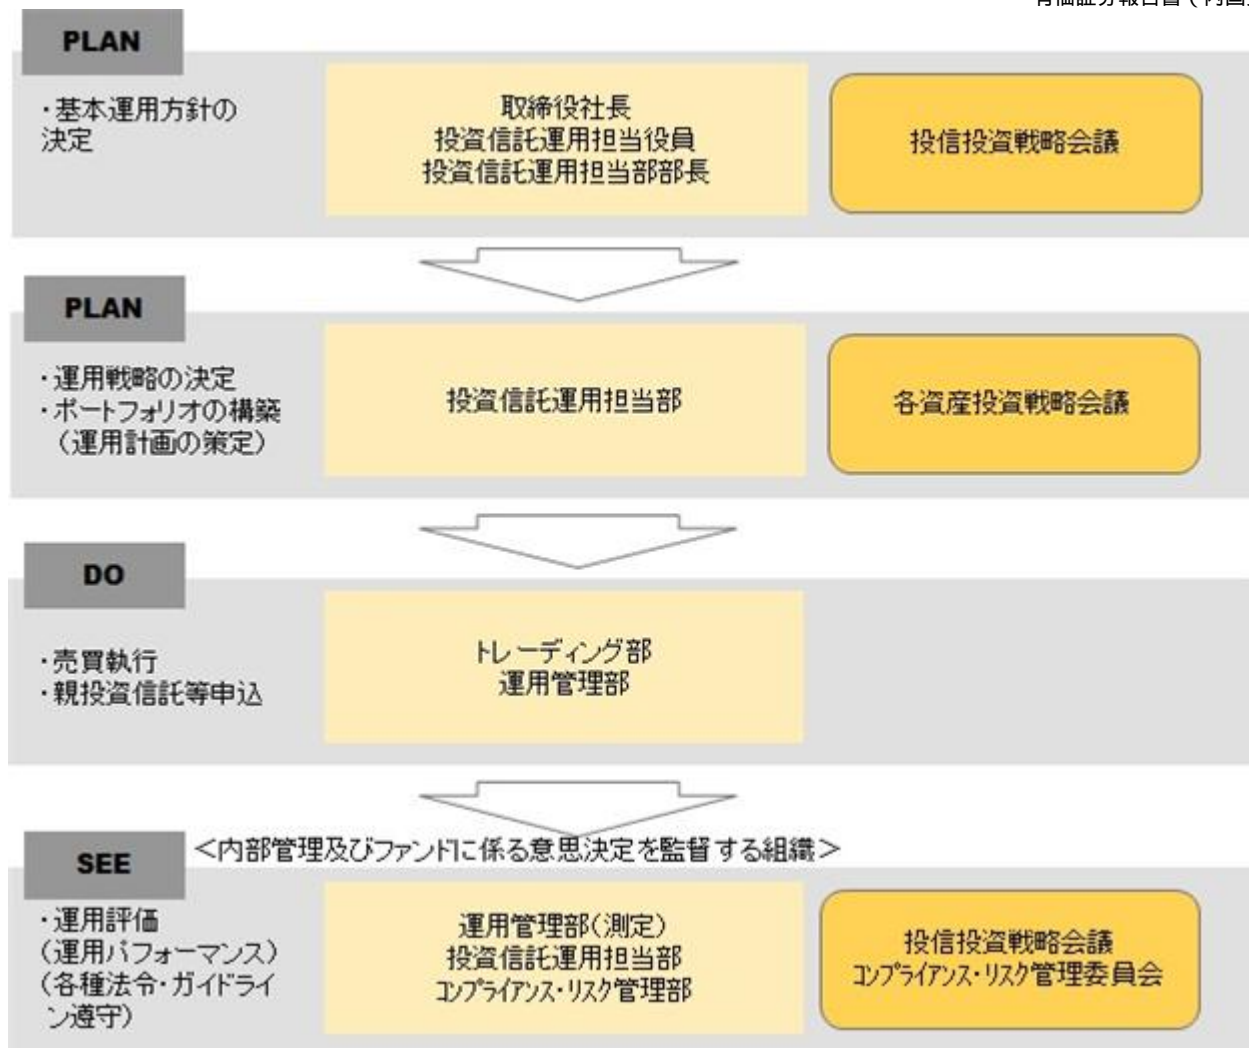 PLAN
・基本運用方針の
決定
取締役社長
投資信託運用担当役員
投資信託運用担当部部長
投信投資戦略会議
PLAN
・運用戦略の決定
・ポートフォリオの構築
（運用計画の策定）
投資信託運用担当部
各資産投資戦略会議
DO
・売買執行
・親投資信託等申込
トレーディング部
運用管理部
SEE
＜内部管理及びファンドに係る意思決定を監督する組織＞
・運用評価
（運用パフォーマンス）
（各種法令・ガイドライ
ン遵守）
運用管理部（測定）
投資信託運用担当部
コンプライアンス・リスク管理部
投信投資戦略会議
コンプライアンス・リスク管理委員会